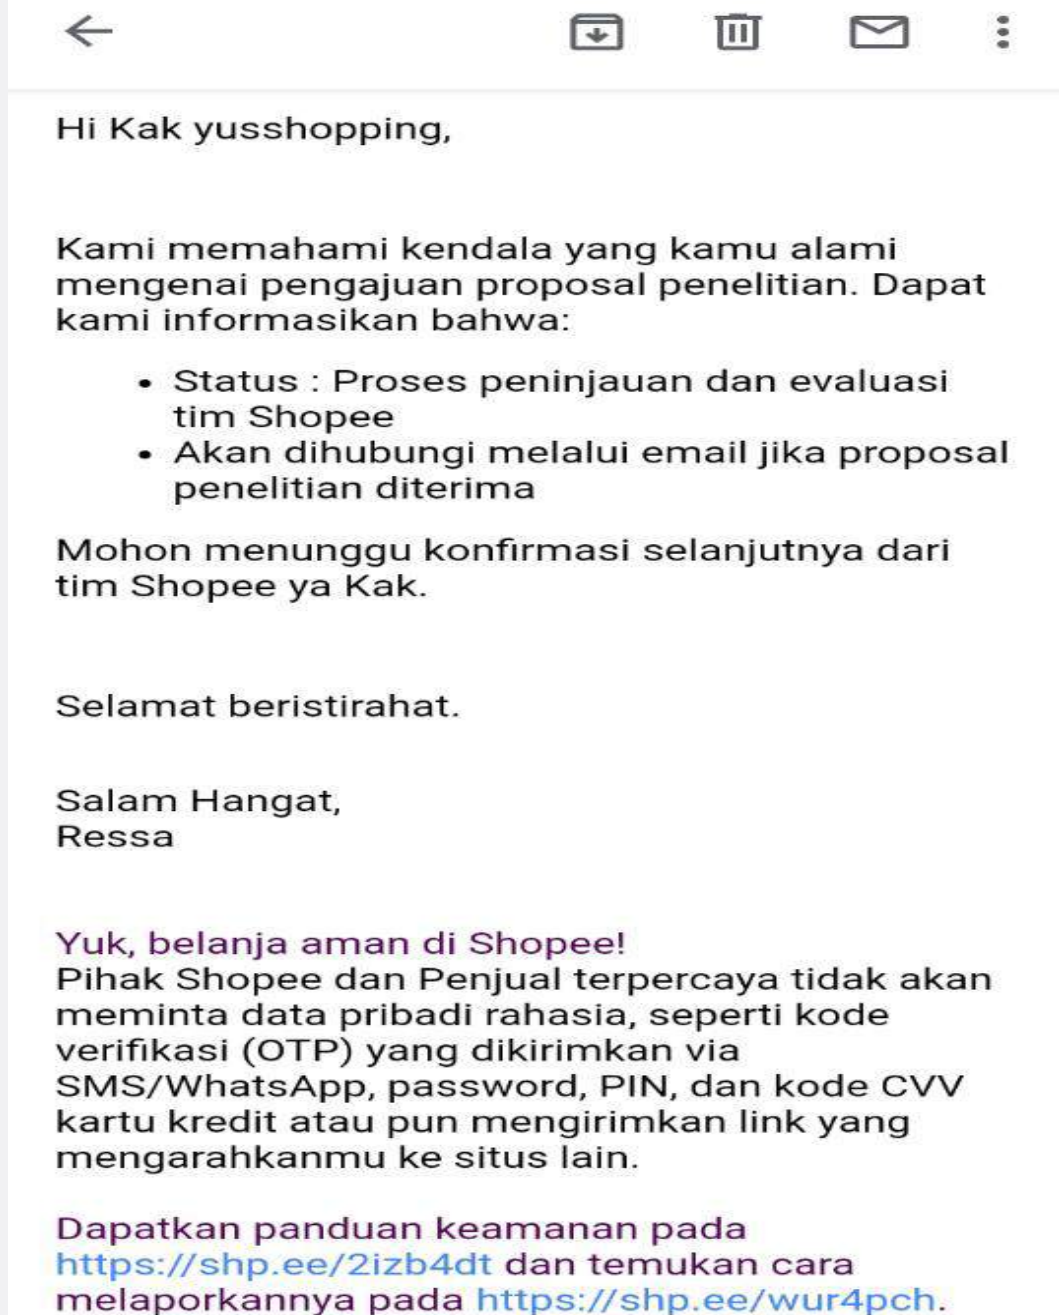 Hi Kak yusshopping,
Kami memahami kendala yang kamu alami
mengenai pengajuan proposal penelitian. Dapat
kami informasikan bahwa:
• Status : Proses peninjauan dan evaluasi
tim Shopee
• Akan dihubungi melalui email jika proposal
penelitian diterima
Mohon menunggu konfirmasi selanjutnya dari
tim Shopee ya Kak.
Selamat beristirahat.
Salam Hangat,
Ressa
Yuk, belanja aman di Shopee!
Pihak Shopee dan Penjual terpercaya tidak akan
meminta data pribadi rahasia, seperti kode
verifikasi (OTP) yang dikirimkan via
SMS/WhatsApp, password, PIN, dan kode CVV
kartu kredit atau pun mengirimkan link yang
mengarahkanmu ke situs lain.
Dapatkan panduan keamanan pada
https://shp.ee/2izb4dt dan temukan cara
melaporkannya pada https://shp.ee/wur4pch.